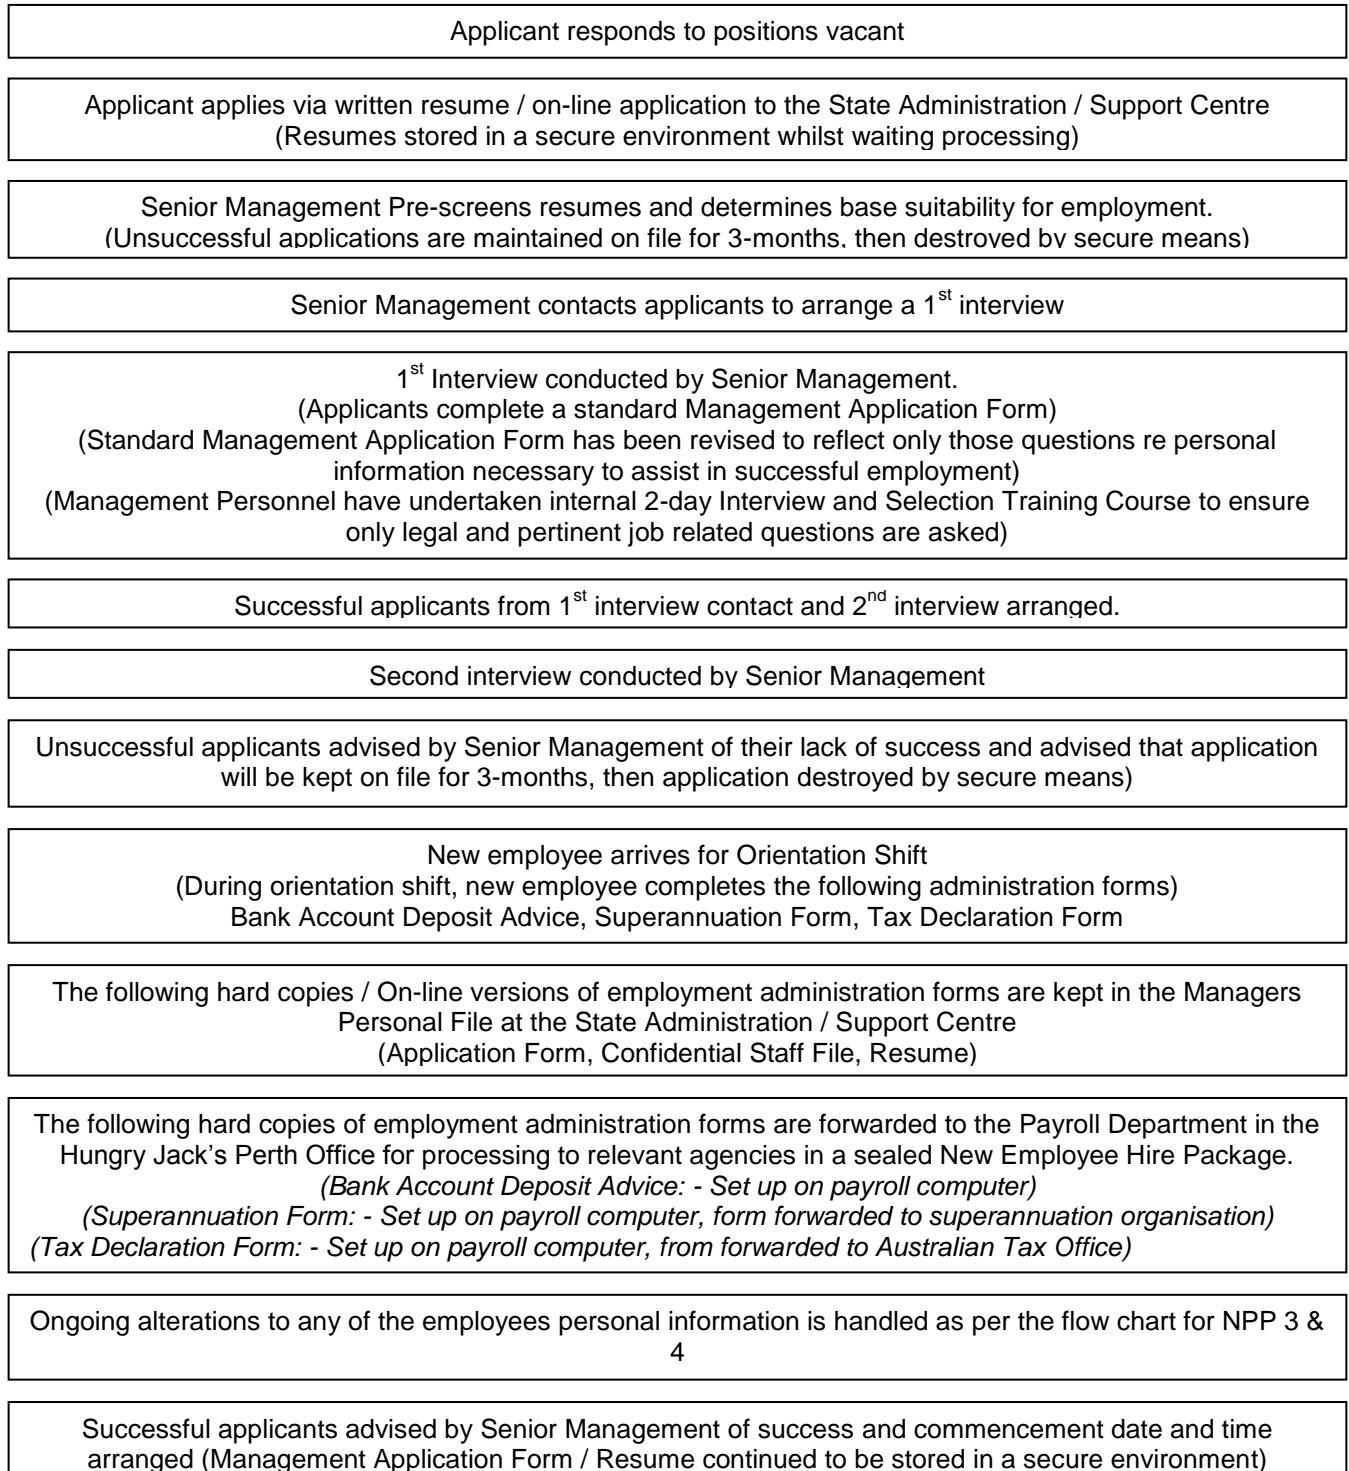 Applicant responds to positions vacant
Applicant applies via written resume / on-line application to the State Administration / Support Centre
(Resumes stored in a secure environment whilst waiting processing)
Senior Management Pre-screens resumes and determines base suitability for employment.
(Unsuccessful applications are maintained on file for 3-months, then destroyed by secure means)
Senior Management contacts applicants to arrange a 1st interview
1st Interview conducted by Senior Management.
(Applicants complete a standard Management Application Form)
(Standard Management Application Form has been revised to reflect only those questions re personal
information necessary to assist in successful employment)
(Management Personnel have undertaken internal 2-day Interview and Selection Training Course to ensure
only legal and pertinent job related questions are asked)
Successful applicants from 1st interview contact and 2nd interview arranged.
Second interview conducted by Senior Management
Unsuccessful applicants advised by Senior Management of their lack of success and advised that application
will be kept on file for 3-months, then application destroyed by secure means)
New employee arrives for Orientation Shift
(During orientation shift, new employee completes the following administration forms)
Bank Account Deposit Advice, Superannuation Form, Tax Declaration Form
The following hard copies / On-line versions of employment administration forms are kept in the Managers
Personal File at the State Administration / Support Centre
(Application Form, Confidential Staff File, Resume)
The following hard copies of employment administration forms are forwarded to the Payroll Department in the
Hungry Jack's Perth Office for processing to relevant agencies in a sealed New Employee Hire Package.
(Bank Account Deposit Advice: - Set up on payroll computer)
(Superannuation Form: - Set up on payroll computer, form forwarded to superannuation organisation)
(Tax Declaration Form: - Set up on payroll computer, from forwarded to Australian Tax Office)
Ongoing alterations to any of the employees personal information is handled as per the flow chart for NPP 3 &
4
Successful applicants advised by Senior Management of success and commencement date and time
arranged (Management Application Form / Resume continued to be stored in a secure environment)